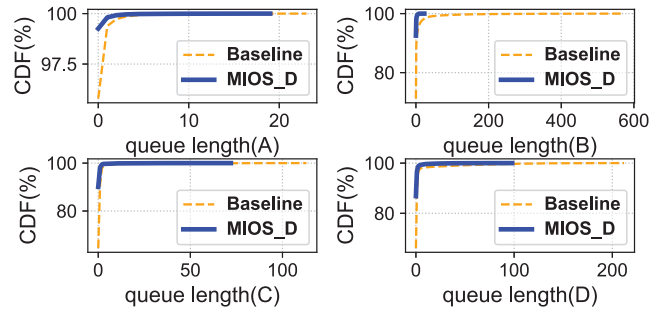 CDF(%)
100
97.5
Baseline
MIOS_D
0
10
20
queue length(A)
CDF(%)
100
80
Baseline
MIOS_D
0
200
400
600
queue length(B)
CDF(%)
100
80
Baseline
MIOS_D
0
50
100
queue length(C)
CDF(%)
100
80
Baseline
MIOS_D
0
100
200
queue length(D)